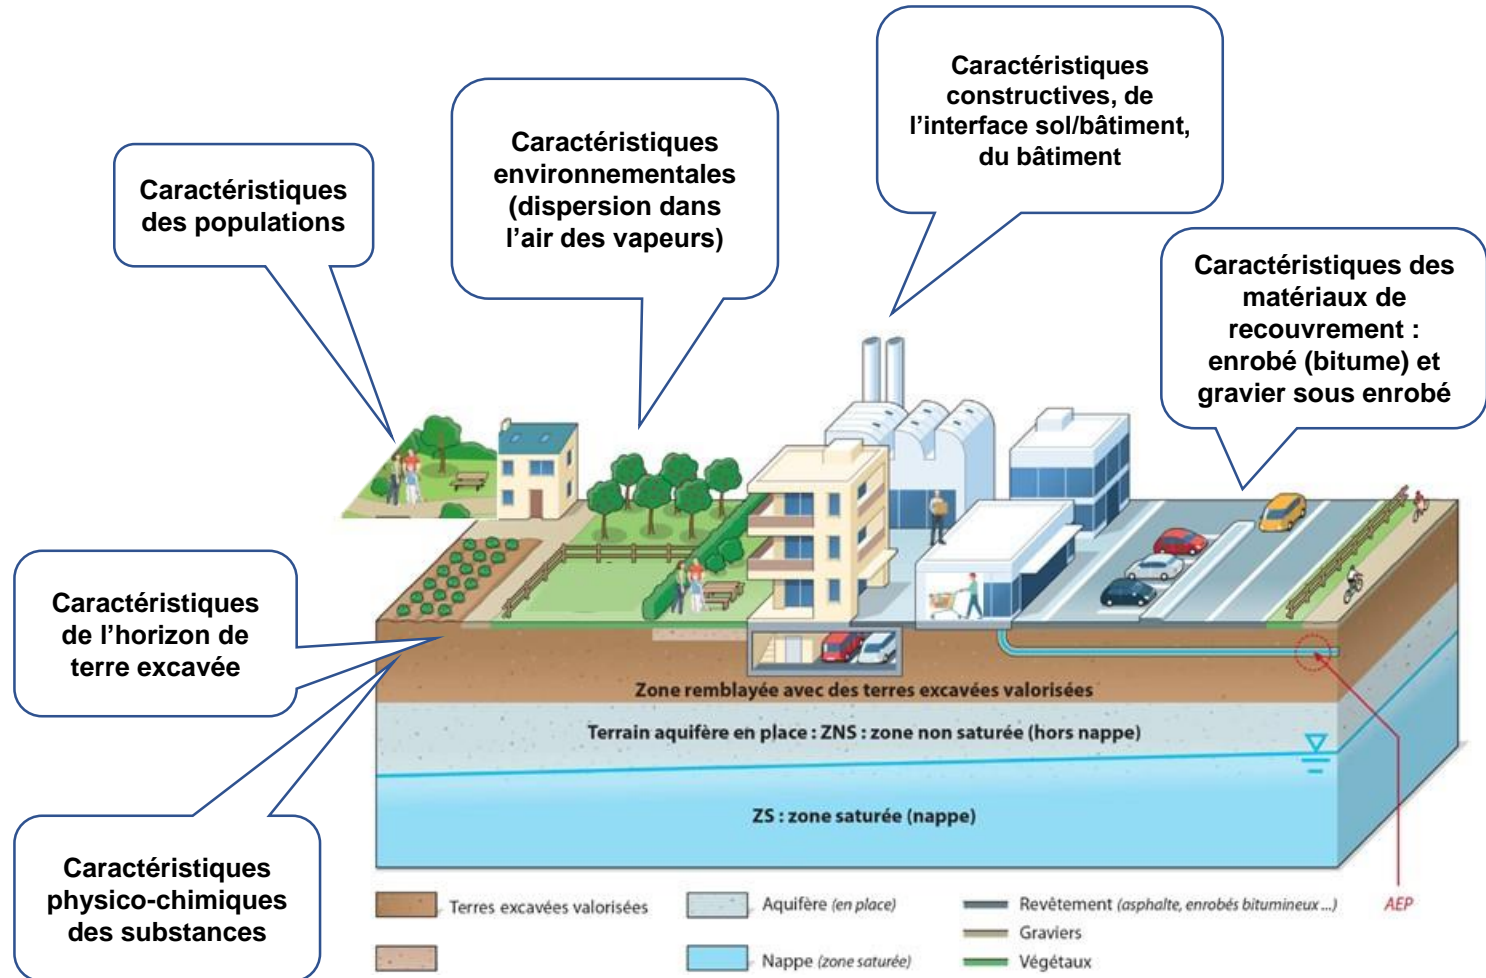 Caractéristiques
constructives, de
l’interface sol/bâtiment,
du bâtiment
Caractéristiques
environnementales
(dispersion dans
l’air des vapeurs)
Caractéristiques
des populations
Caractéristiques des
matériaux de
recouvrement :
enrobé (bitume) et
gravier sous enrobé
Caractéristiques
de l’horizon de
terre excavée
Zone remblayée avec des terres excavées valorisées
Terrain aquifère en place : ZNS : zone non saturée (hors nappe)
ZS : zone saturée (nappe)
Caractéristiques
physico-chimiques
des substances
Terres excavées valorisées
Aquifère (en place)
Nappe (zone saturée)
Revêtement (asphalte, enrobés bitumineux ...)
Graviers
Végétaux
AEP